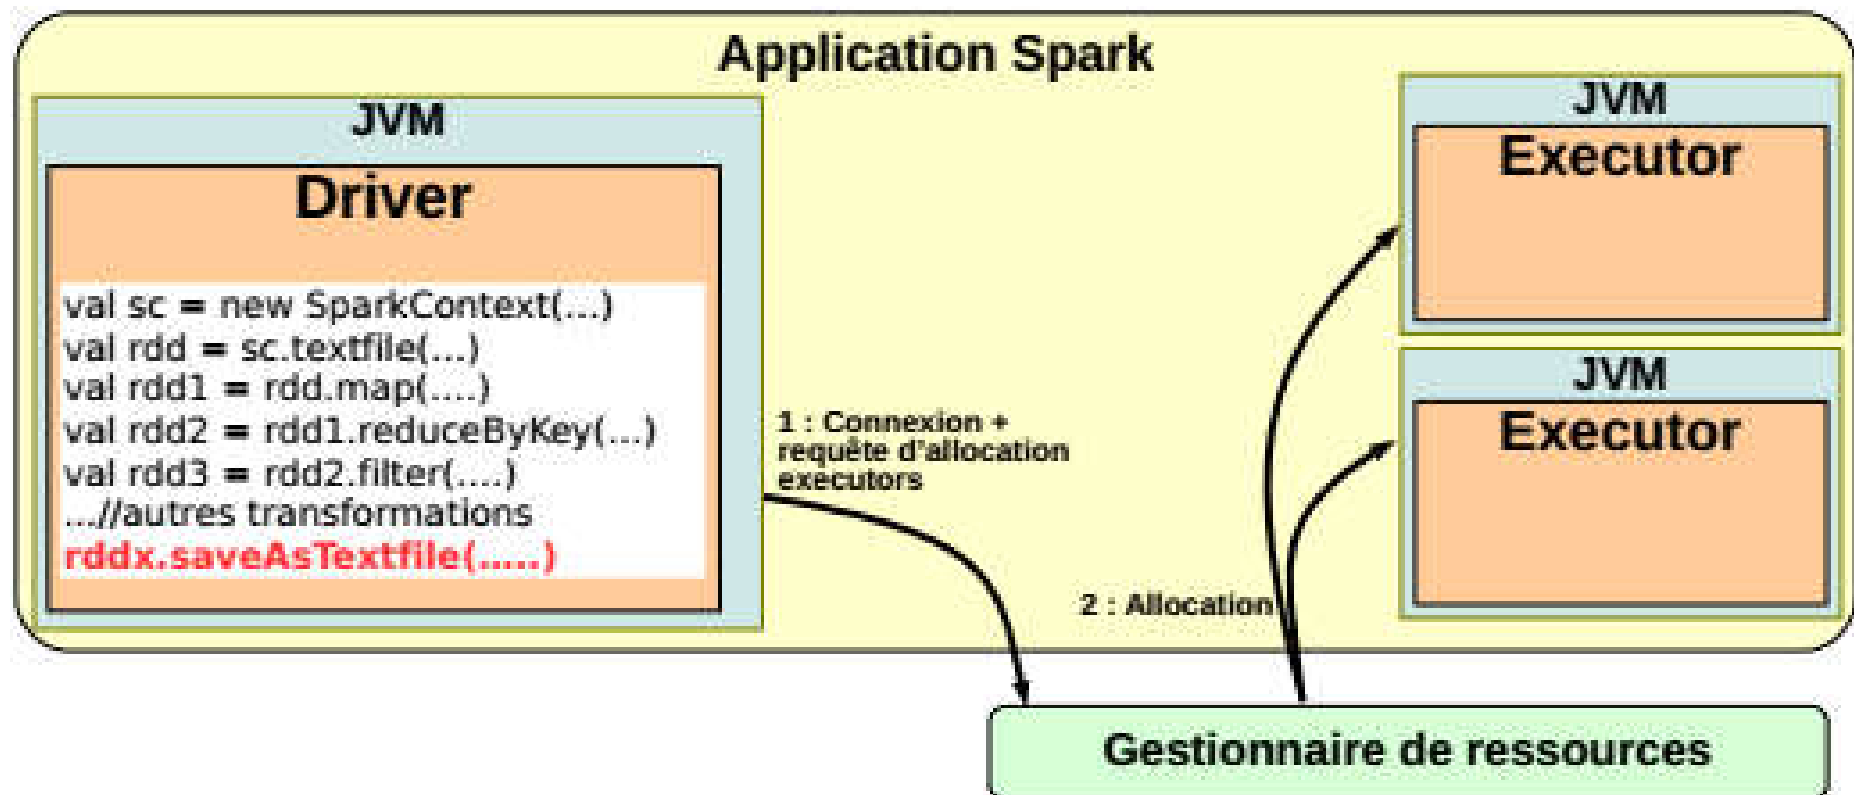 Application Spark
JVM
Driver
val sc = new SparkContext(...)
val rdd = sc.textfile(...)
val rdd1 = rdd.map(....)
val rdd2 = rdd1.reduceByKey(...)
val rdd3 = rdd2.filter(....)
...//autres transformations
rddx.saveAsTextfile(.....)
1 : Connexion +
requête d'allocation
executors
2 : Allocation
JVM
Executor
JVM
Executor
Gestionnaire de ressources